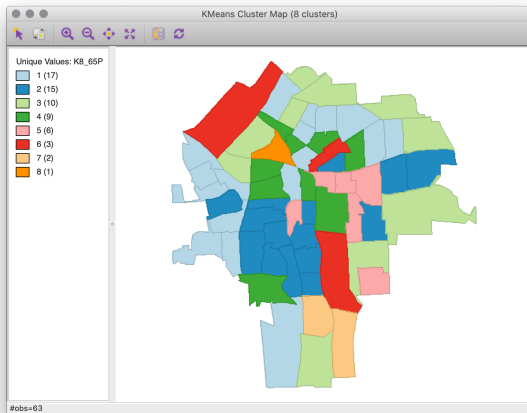 KMeans Cluster Map (8 clusters)
Unique Values: K8_65P
1 (17)
2 (15)
3 (10)
4 (9)
5 (6)
6 (3)
7 (2)
8 (1)
#obs=63